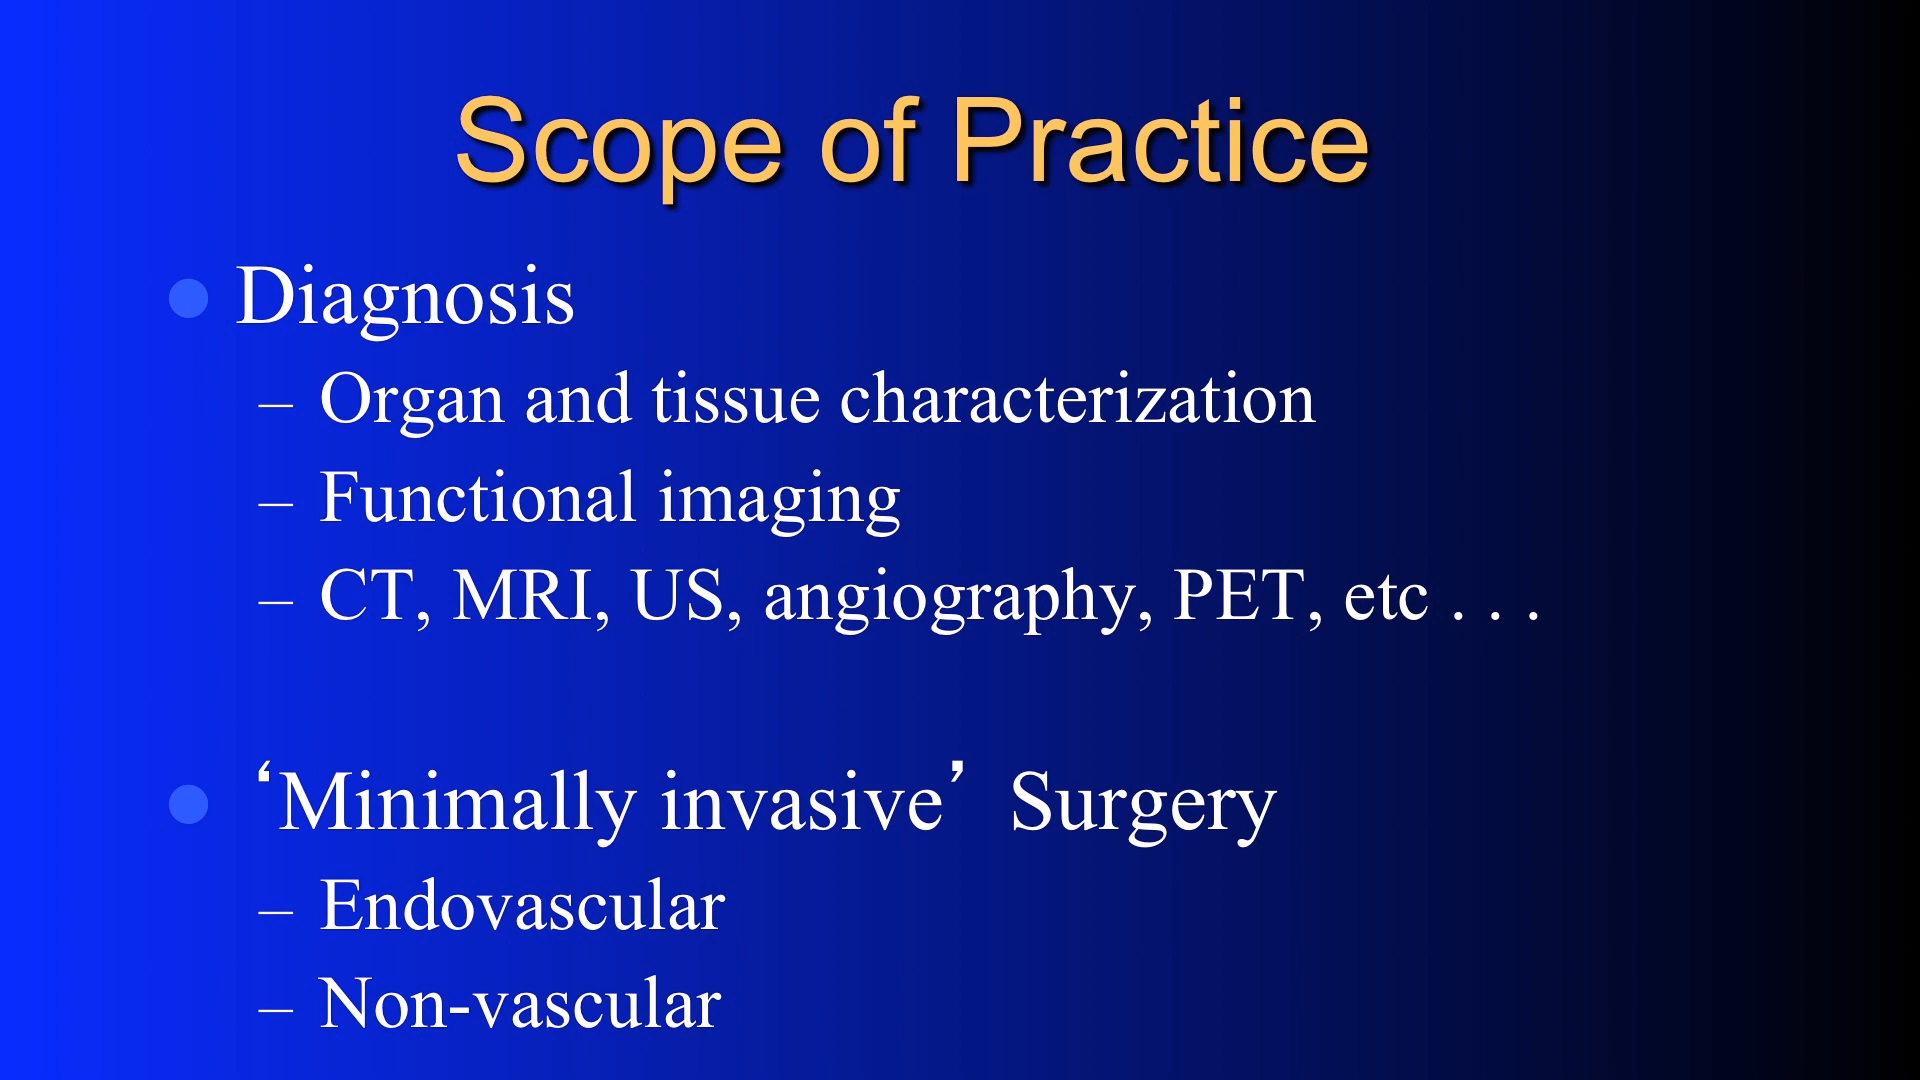 Scope of Practice
● Diagnosis
– Organ and tissue characterization
– Functional imaging
– CT, MRI, US, angiography, PET, etc . . .
● ‘Minimally invasive’ Surgery
– Endovascular
– Non-vascular